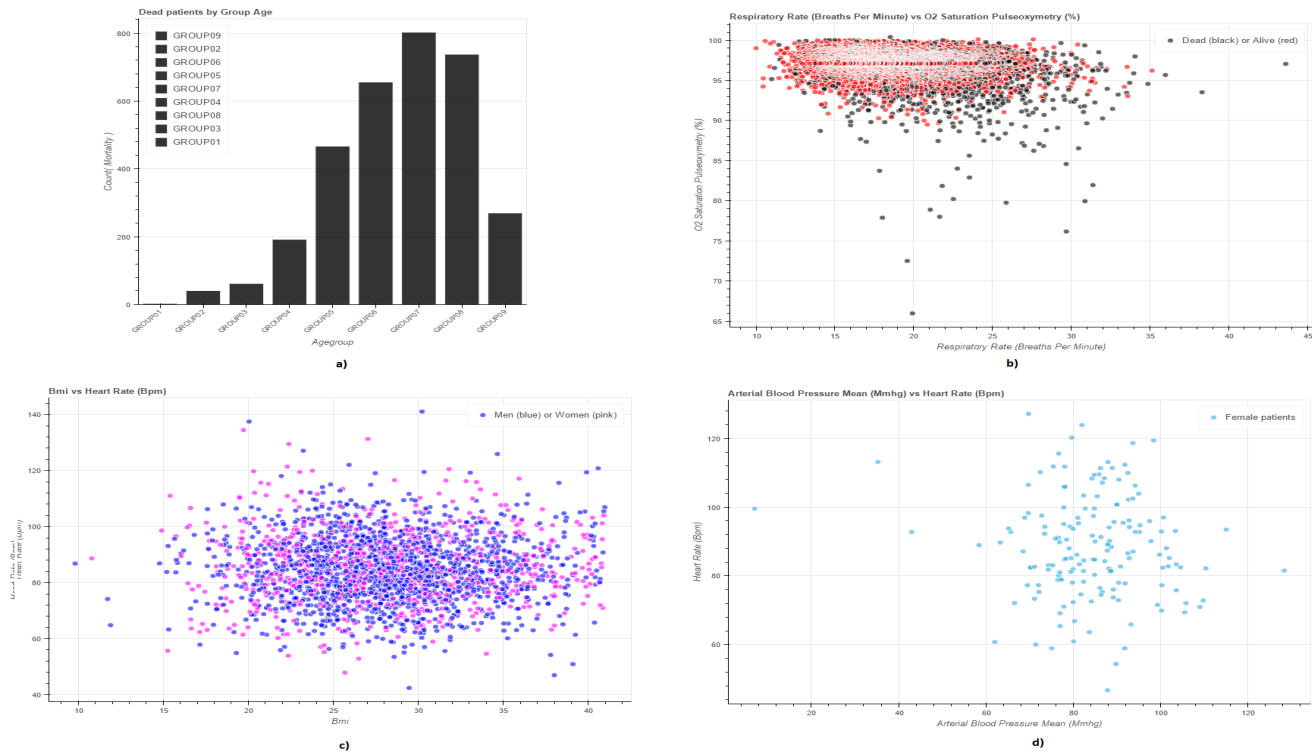 Dead patients by Group Age
GROUP09
GROUP02
GROUP06
GROUP05
GROUP07
GROUP04
GROUP08
GROUP03
GROUP01
800
600
400
200
0
Count( Mortality )
GROUP01
GROUP02
GROUP03
GROUP04
GROUP05
GROUP06
GROUP07
GROUP08
GROUP09
Agegroup
a)
Respiratory Rate (Breaths Per Minute) vs O2 Saturation Pulseoxymetry (%)
Dead (black) or Alive (red)
100
95
90
85
80
75
70
65
O2 Saturation Pulseoxymetry (%)
10 15 20 25 30 35 40 45
Respiratory Rate (Breaths Per Minute)
b)
Bmi vs Heart Rate (Bpm)
Men (blue) or Women (pink)
140
120
100
80
60
40
10 15 20 25 30 35 40
Bmi
c)
Arterial Blood Pressure Mean (Mmhg) vs Heart Rate (Bpm)
Female patients
120
100
80
60
Heart Rate (Bpm)
20 40 60 80 100 120
Arterial Blood Pressure Mean (Mmhg)
d)